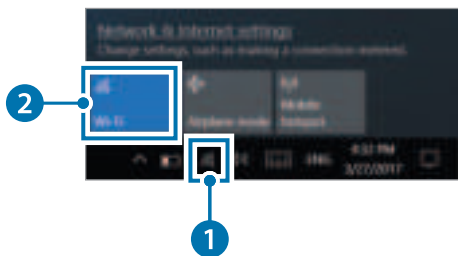 Network & Internet settings
Change settings, such as making a connection metered.
2
Wi-Fi
Airplane mode
Mobile
hotspot
ENG
4:32 PM
3/27/2017
1